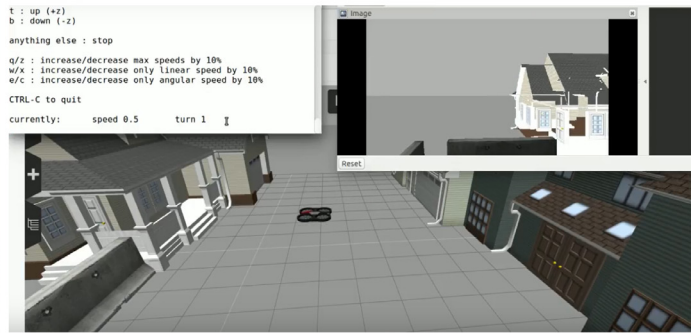 t : up (+z)
b : down (-z)
anything else : stop
q/z : increase/decrease max speeds by 10%
w/x : increase/decrease only linear speed by 10%
e/c : increase/decrease only angular speed by 10%
CTRL-C to quit
currently: speed 0.5 turn 1
Image
Reset